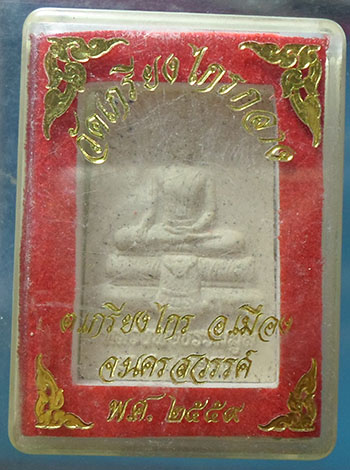 วัดเกรียงไกรกลาง
ต.เกรียงไกร อ.เมือง
จ.นครสวรรค์
พ.ศ. ๒๕๕๙